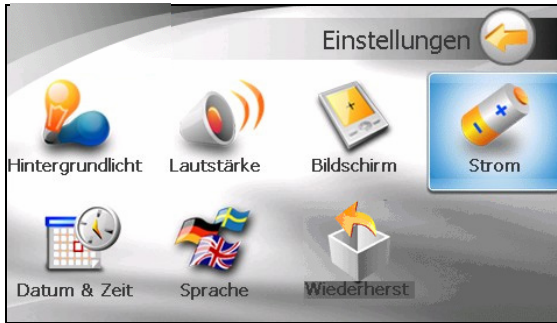 Einstellungen
Hintergrundlicht Lautstärke Bildschirm Strom
Datum & Zeit Sprache Wiederherst